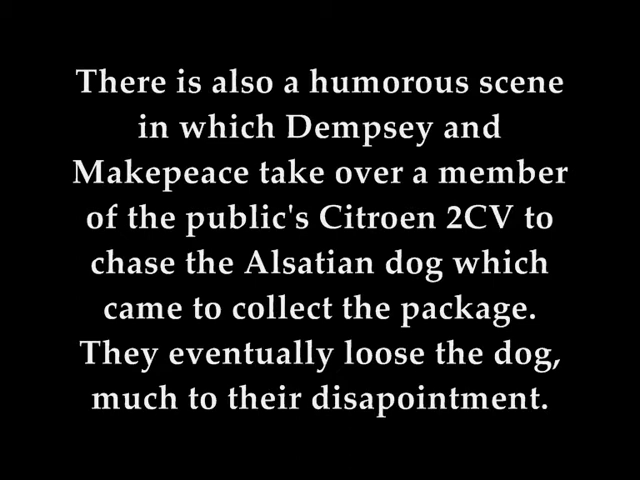 There is also a humorous scene
in which Dempsey and
Makepeace take over a member
of the public's Citroen 2CV to
chase the Alsatian dog which
came to collect the package.
They eventually loose the dog,
much to their disapointment.